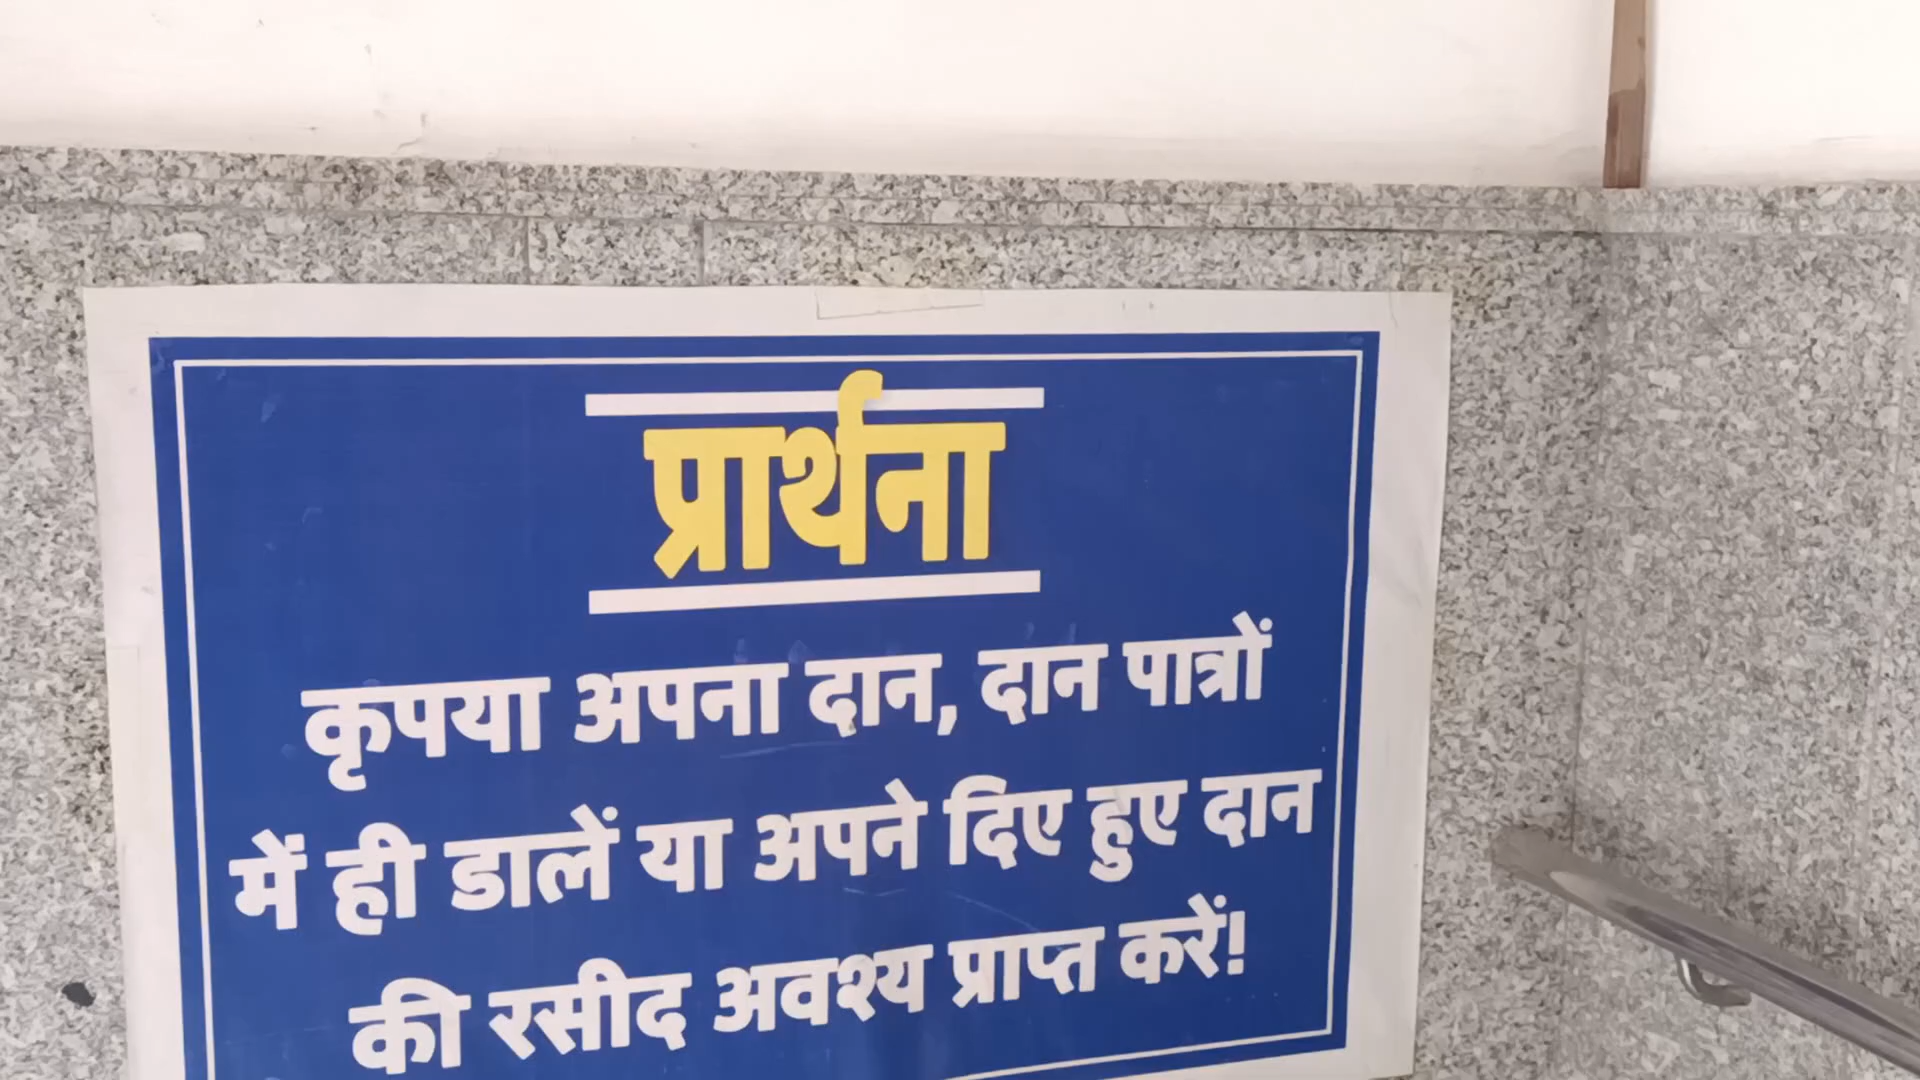 प्रार्थना
कृपया अपना दान, दान पात्रों
में ही डालें या अपने दिए हुए दान
की रसीद अवश्य प्राप्त करें!